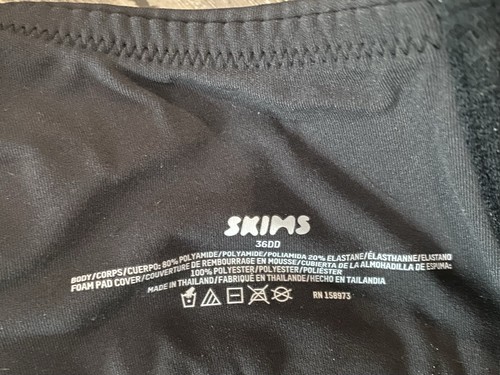 SKIMS
36DD
BODY/CORPS/CUERPO: 80% POLYAMIDE/POLYAMIDE/POLIAMIDA 20% ELASTANE/ÉLASTHANNE/ELASTANO
FOAM PAD COVER/COUVERTURE DE REMBOURRAGE EN MOUSSE/CUBIERTA DE LA ALMOHADILLA DE ESPUMA:
100% POLYESTER/POLYESTER/POLIÉSTER
MADE IN THAILAND/FABRIQUÉ EN THAILANDE/HECHO EN TAILANDIA
RN 158973